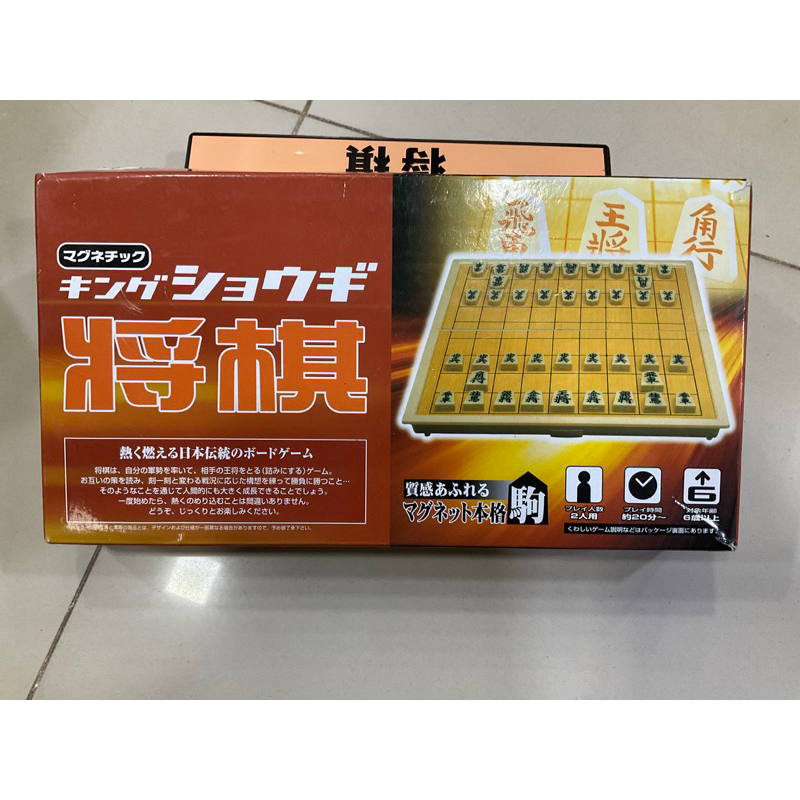 将棋
飛車
王将
角行
マグネチック
キングショウギ
将棋
熱く燃える日本伝統のボードゲーム
将棋は、自分の軍勢を率いて、相手の王将をとる(詰みにする)ゲーム。
お互いの策を読み、刻一刻と変わる戦況に応じた構想を練って勝負に勝つこと…
そのようなことを通じて人間的にも大きく成長できることでしょう。
一度始めたら、熱くのめり込むことは間違いありません。
どうぞ、じっくりとお楽しみください。
質感あふれる
マグネット本格 駒
プレイ人数
2人用
プレイ時間
約20分〜
6
対象年齢
6歳以上
くわしいゲーム説明などはパッケージ裏面にあります